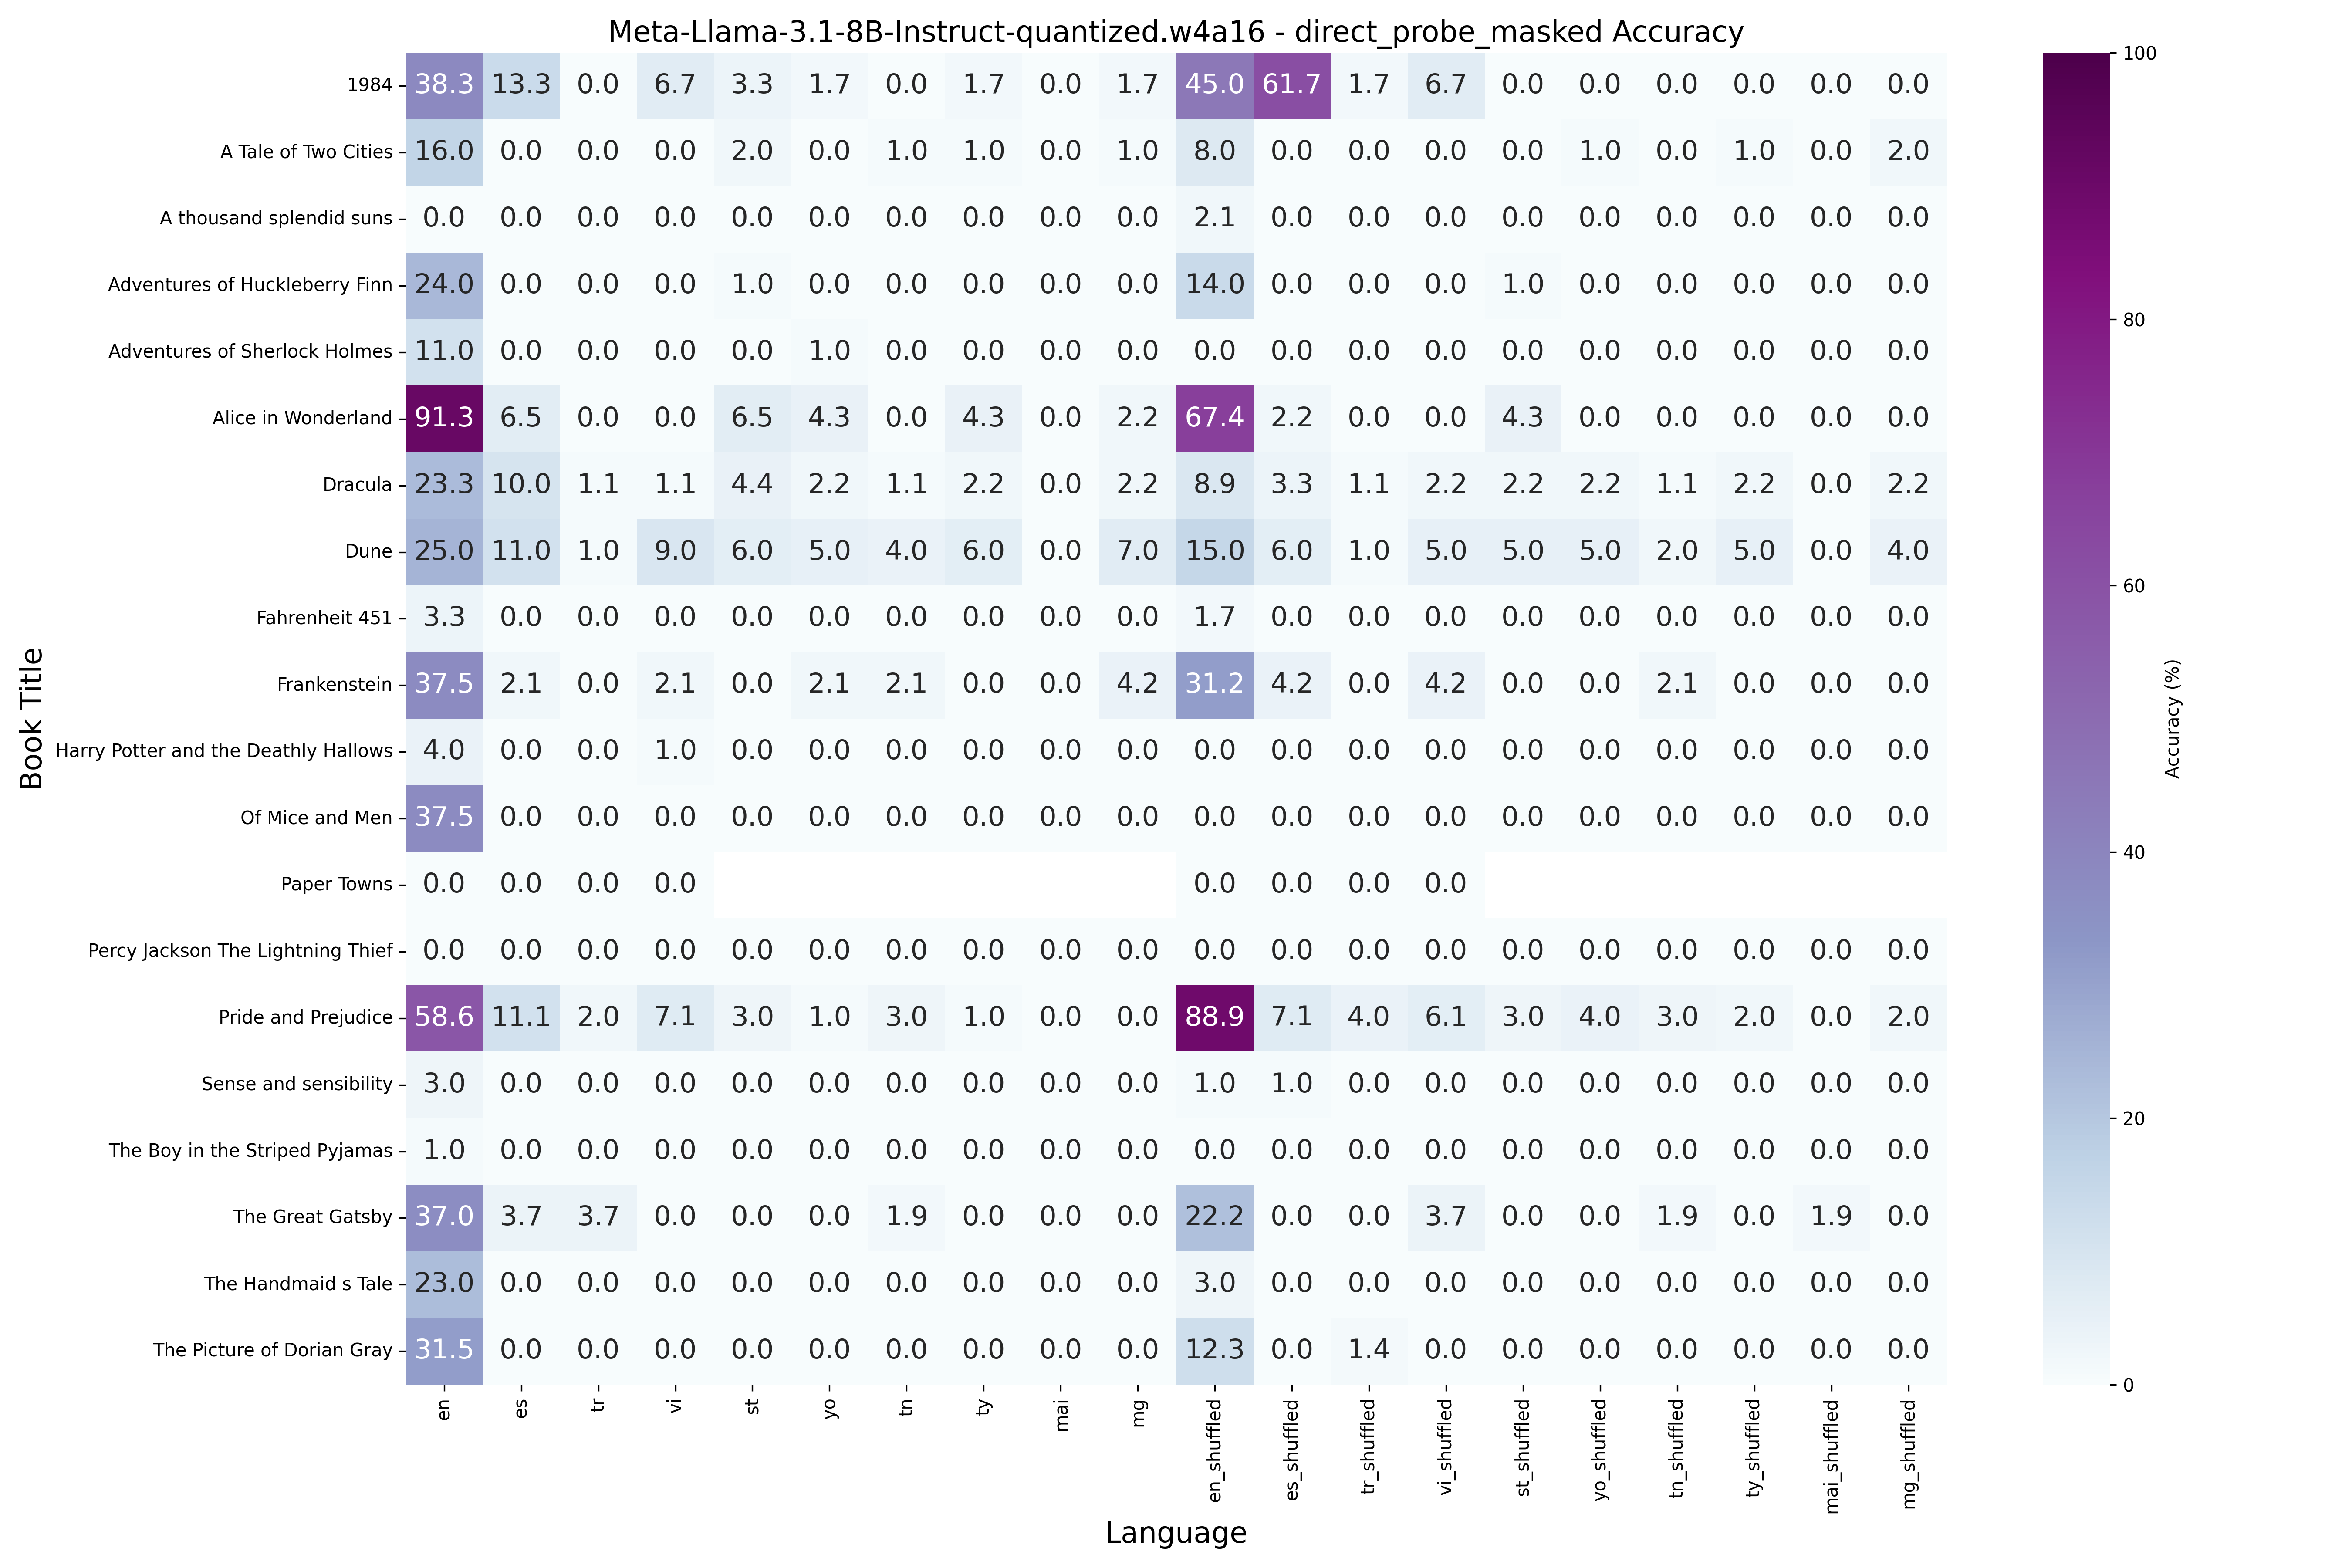 Meta-Llama-3.1-8B-Instruct-quantized.w4a16 - direct_probe_masked Accuracy
Book Title
1984 38.3 13.3 0.0 6.7 3.3 1.7 0.0 1.7 0.0 1.7 45.0 61.7 1.7 6.7 0.0 0.0 0.0 0.0 0.0 0.0
A Tale of Two Cities 16.0 0.0 0.0 0.0 2.0 0.0 1.0 1.0 0.0 1.0 8.0 0.0 0.0 0.0 0.0 1.0 0.0 1.0 0.0 2.0
A thousand splendid suns 0.0 0.0 0.0 0.0 0.0 0.0 0.0 0.0 0.0 0.0 2.1 0.0 0.0 0.0 0.0 0.0 0.0 0.0 0.0 0.0
Adventures of Huckleberry Finn 24.0 0.0 0.0 0.0 1.0 0.0 0.0 0.0 0.0 0.0 14.0 0.0 0.0 0.0 1.0 0.0 0.0 0.0 0.0 0.0
Adventures of Sherlock Holmes 11.0 0.0 0.0 0.0 0.0 1.0 0.0 0.0 0.0 0.0 0.0 0.0 0.0 0.0 0.0 0.0 0.0 0.0 0.0 0.0
Alice in Wonderland 91.3 6.5 0.0 0.0 6.5 4.3 0.0 4.3 0.0 2.2 67.4 2.2 0.0 0.0 4.3 0.0 0.0 0.0 0.0 0.0
Dracula 23.3 10.0 1.1 1.1 4.4 2.2 1.1 2.2 0.0 2.2 8.9 3.3 1.1 2.2 2.2 2.2 1.1 2.2 0.0 2.2
Dune 25.0 11.0 1.0 9.0 6.0 5.0 4.0 6.0 0.0 7.0 15.0 6.0 1.0 5.0 5.0 5.0 2.0 5.0 0.0 4.0
Fahrenheit 451 3.3 0.0 0.0 0.0 0.0 0.0 0.0 0.0 0.0 0.0 1.7 0.0 0.0 0.0 0.0 0.0 0.0 0.0 0.0 0.0
Frankenstein 37.5 2.1 0.0 2.1 0.0 2.1 2.1 0.0 0.0 4.2 31.2 4.2 0.0 4.2 0.0 0.0 2.1 0.0 0.0 0.0
Harry Potter and the Deathly Hallows 4.0 0.0 0.0 1.0 0.0 0.0 0.0 0.0 0.0 0.0 0.0 0.0 0.0 0.0 0.0 0.0 0.0 0.0 0.0 0.0
Of Mice and Men 37.5 0.0 0.0 0.0 0.0 0.0 0.0 0.0 0.0 0.0 0.0 0.0 0.0 0.0 0.0 0.0 0.0 0.0 0.0 0.0
Paper Towns 0.0 0.0 0.0 0.0 0.0 0.0 0.0 0.0
Percy Jackson The Lightning Thief 0.0 0.0 0.0 0.0 0.0 0.0 0.0 0.0 0.0 0.0 0.0 0.0 0.0 0.0 0.0 0.0 0.0 0.0 0.0 0.0
Pride and Prejudice 58.6 11.1 2.0 7.1 3.0 1.0 3.0 1.0 0.0 0.0 88.9 7.1 4.0 6.1 3.0 4.0 3.0 2.0 0.0 2.0
Sense and sensibility 3.0 0.0 0.0 0.0 0.0 0.0 0.0 0.0 0.0 0.0 1.0 1.0 0.0 0.0 0.0 0.0 0.0 0.0 0.0 0.0
The Boy in the Striped Pyjamas 1.0 0.0 0.0 0.0 0.0 0.0 0.0 0.0 0.0 0.0 0.0 0.0 0.0 0.0 0.0 0.0 0.0 0.0 0.0 0.0
The Great Gatsby 37.0 3.7 3.7 0.0 0.0 0.0 1.9 0.0 0.0 0.0 22.2 0.0 0.0 3.7 0.0 0.0 1.9 0.0 1.9 0.0
The Handmaid s Tale 23.0 0.0 0.0 0.0 0.0 0.0 0.0 0.0 0.0 0.0 3.0 0.0 0.0 0.0 0.0 0.0 0.0 0.0 0.0 0.0
The Picture of Dorian Gray 31.5 0.0 0.0 0.0 0.0 0.0 0.0 0.0 0.0 0.0 12.3 0.0 1.4 0.0 0.0 0.0 0.0 0.0 0.0 0.0
en es tr vi st yo tn ty mai mg en_shuffled es_shuffled tr_shuffled vi_shuffled st_shuffled yo_shuffled tn_shuffled ty_shuffled mai_shuffled mg_shuffled
Language
100
80
60
40
20
0
Accuracy (%)